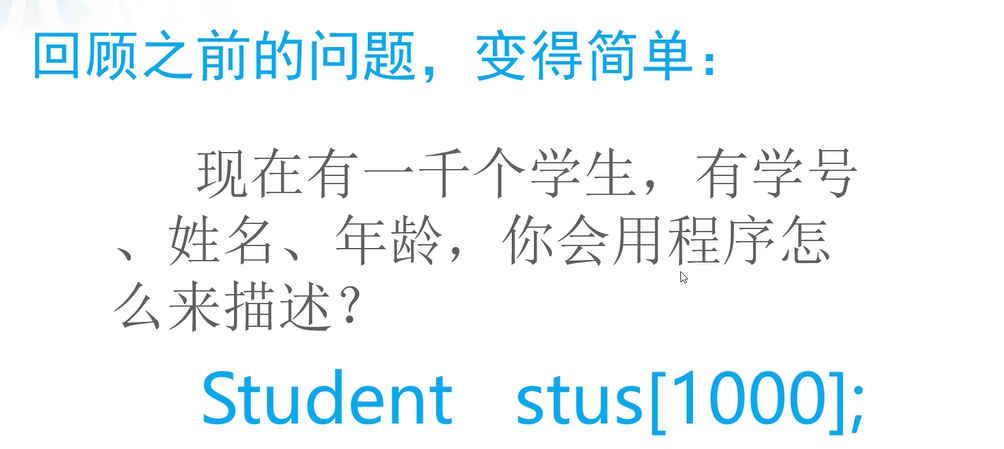 回顾之前的问题，变得简单：
现在有一千个学生，有学号
、姓名、年龄，你会用程序怎
么来描述？
Student stus[1000];